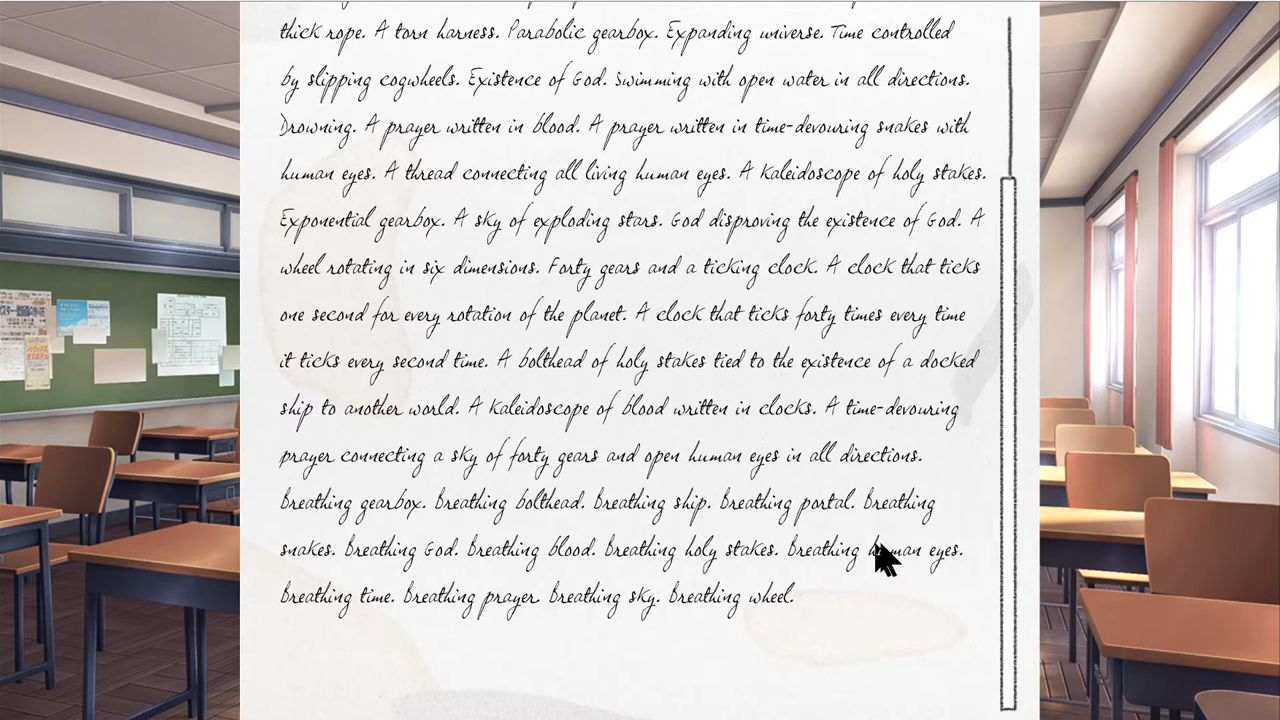 thick rope. A torn harness. Parabolic gearbox. Expanding universe. Time controlled
by slipping cogwheels. Existence of God. Swimming with open water in all directions.
Drowning. A prayer written in blood. A prayer written in time-devouring snakes with
human eyes. A thread connecting all living human eyes. A kaleidoscope of holy stakes.
Exponential gearbox. A sky of exploding stars. God disproving the existence of God. A
wheel rotating in six dimensions. Forty gears and a ticking clock. A clock that ticks
one second for every rotation of the planet. A clock that ticks forty times every time
it ticks every second time. A bolthead of holy stakes tied to the existence of a docked
ship to another world. A kaleidoscope of blood written in clocks. A time-devouring
prayer connecting a sky of forty gears and open human eyes in all directions.
Breathing gearbox. Breathing bolthead. Breathing ship. Breathing portal. Breathing
snakes. Breathing God. Breathing blood. Breathing holy stakes. Breathing human eyes.
Breathing time. Breathing prayer. Breathing sky. Breathing wheel.